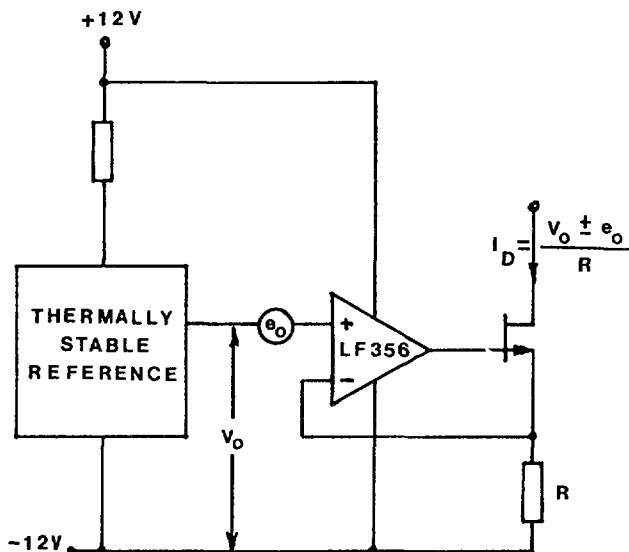 +12V
THERMALLY
STABLE
REFERENCE
V₀
e₀
+
LF356
−
I_D = V₀ ± e₀
R
R
−12V